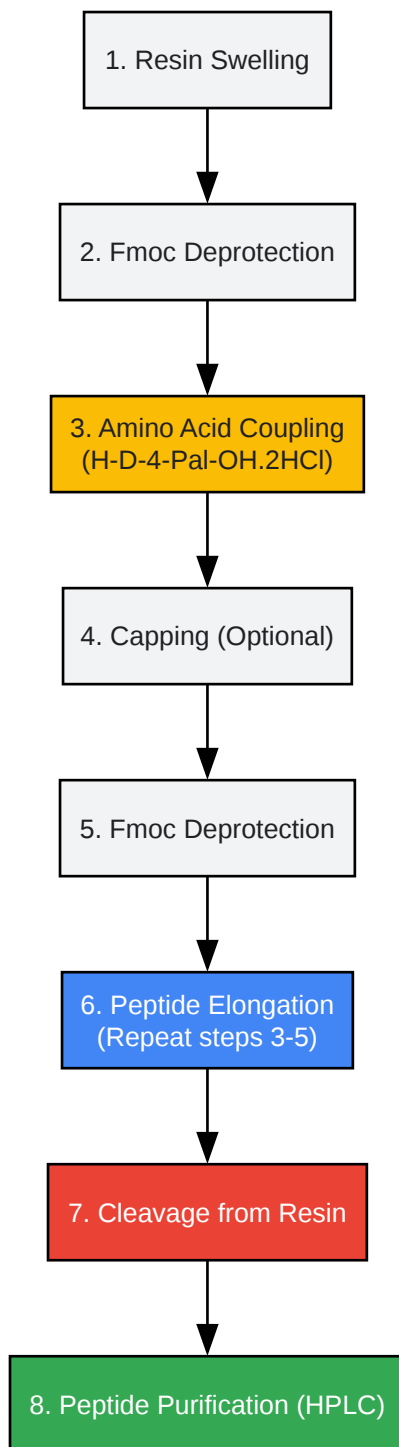 1. Resin Swelling
2. Fmoc Deprotection
3. Amino Acid Coupling
(H-D-4-Pal-OH.2HCl)
4. Capping (Optional)
5. Fmoc Deprotection
6. Peptide Elongation
(Repeat steps 3-5)
7. Cleavage from Resin
8. Peptide Purification (HPLC)